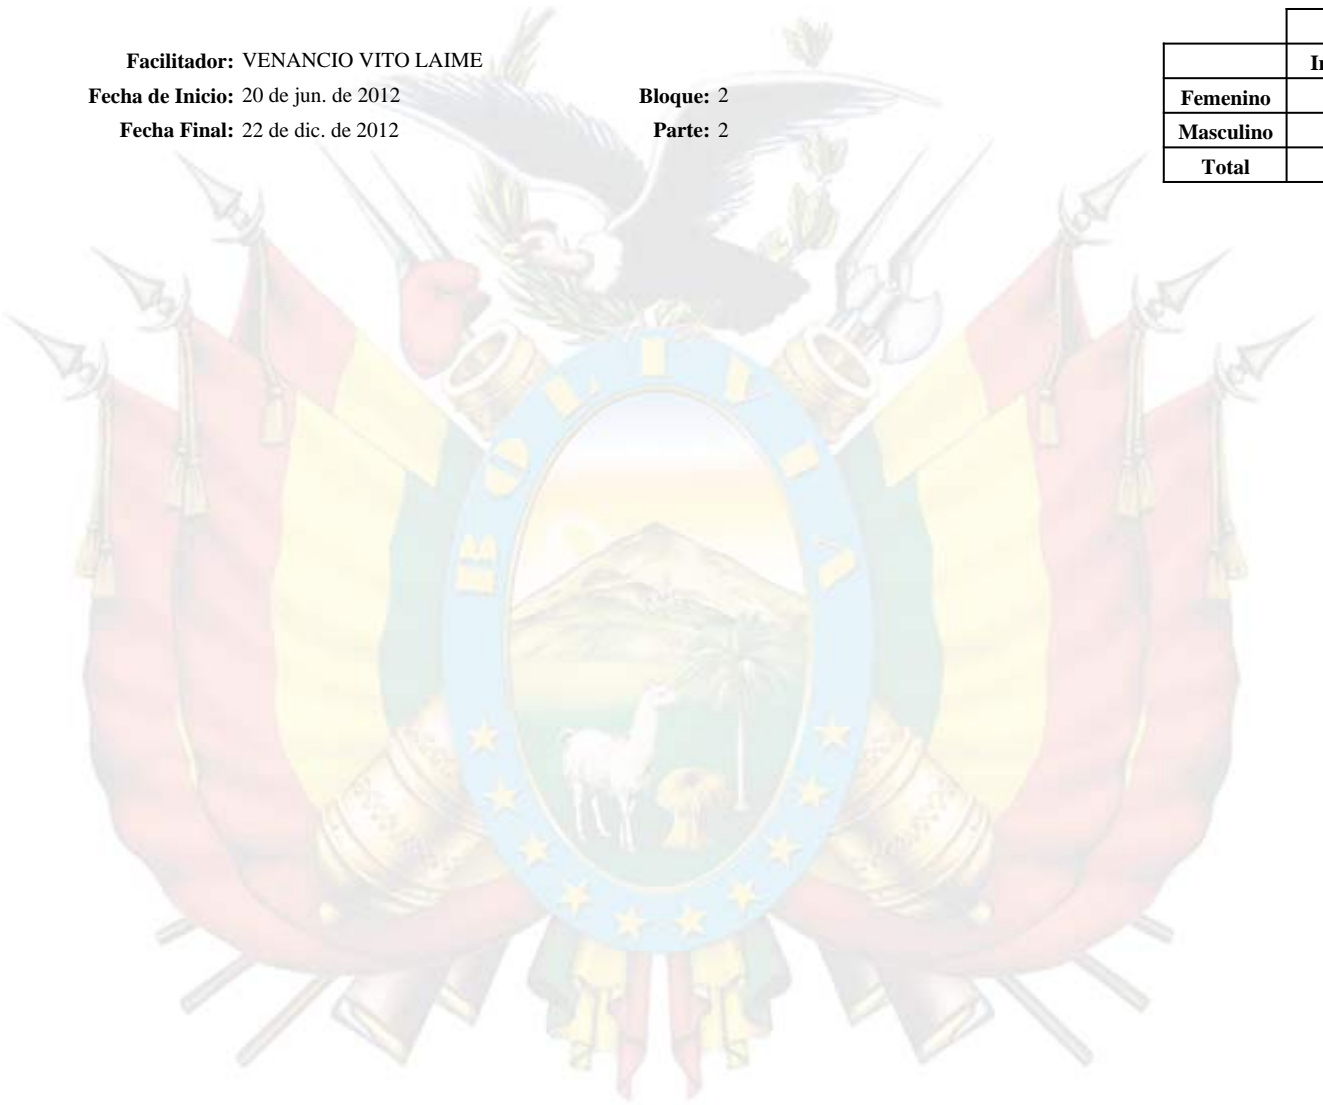 Facilitador: VENANCIO VITO LAIME
Fecha de Inicio: 20 de jun. de 2012 Bloque: 2
Fecha Final: 22 de dic. de 2012 Parte: 2
Femenino
Masculino
Total
BOLIVIA